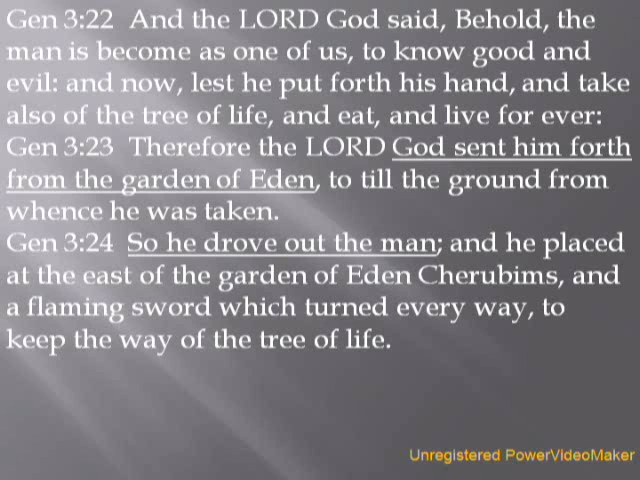 Gen 3:22  And the LORD God said, Behold, the
man is become as one of us, to know good and
evil: and now, lest he put forth his hand, and take
also of the tree of life, and eat, and live for ever:
Gen 3:23  Therefore the LORD God sent him forth
from the garden of Eden, to till the ground from
whence he was taken.
Gen 3:24  So he drove out the man; and he placed
at the east of the garden of Eden Cherubims, and
a flaming sword which turned every way, to
keep the way of the tree of life.
Unregistered PowerVideoMaker